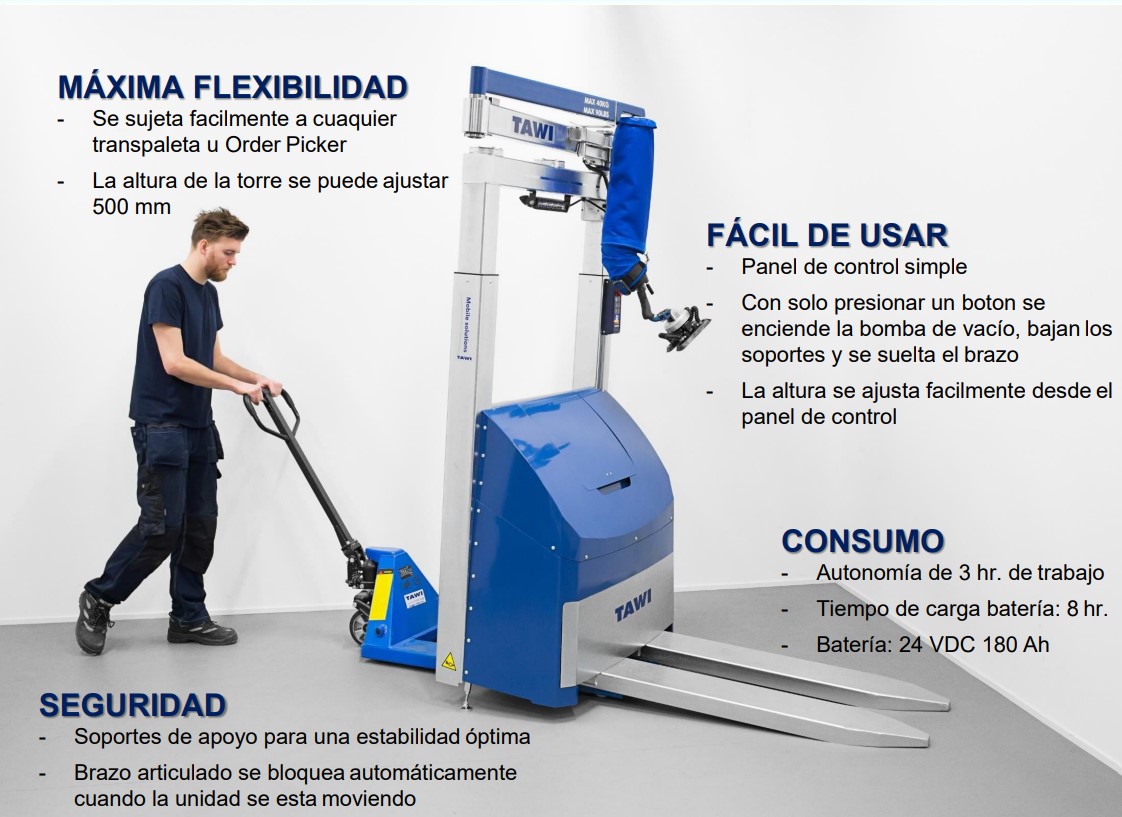 MÁXIMA FLEXIBILIDAD
- Se sujeta facilmente a cuaquier
transpaleta u Order Picker
- La altura de la torre se puede ajustar
500 mm
MAX 40KG
MAX 90LBS
TAWI
FÁCIL DE USAR
- Panel de control simple
- Con solo presionar un boton se
enciende la bomba de vacío, bajan los
soportes y se suelta el brazo
- La altura se ajusta facilmente desde el
panel de control
Mobile solutions
TAWI
CONSUMO
- Autonomía de 3 hr. de trabajo
- Tiempo de carga batería: 8 hr.
- Batería: 24 VDC 180 Ah
TAWI
TAWI
SEGURIDAD
- Soportes de apoyo para una estabilidad óptima
- Brazo articulado se bloquea automáticamente
cuando la unidad se esta moviendo